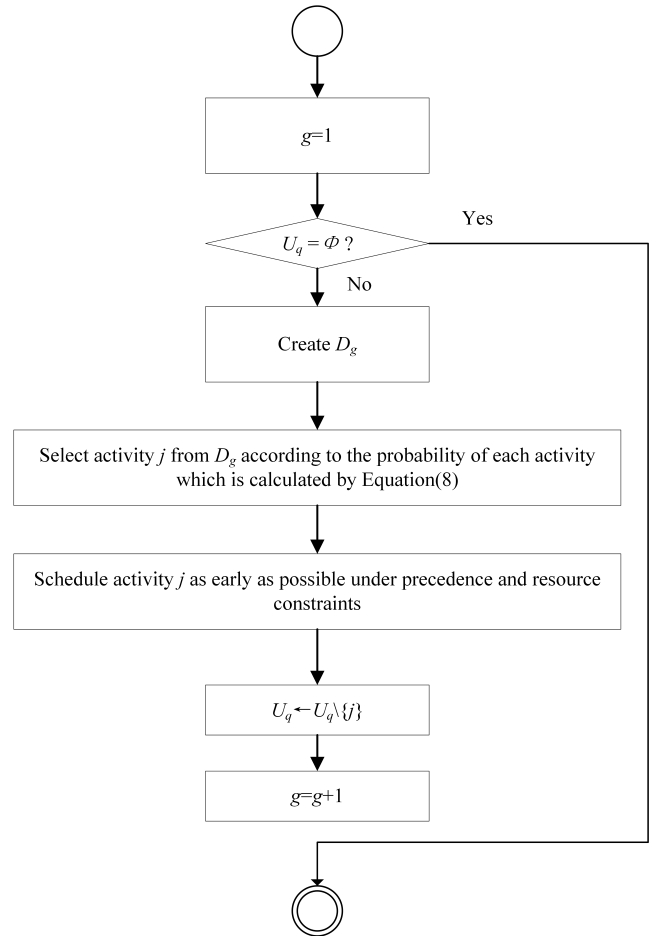 g=1
Yes
U_q = Φ ?
No
Create D_g
Select activity j from D_g according to the probability of each activity
which is calculated by Equation(8)
Schedule activity j as early as possible under precedence and resource
constraints
U_q←U_q\{j}
g=g+1